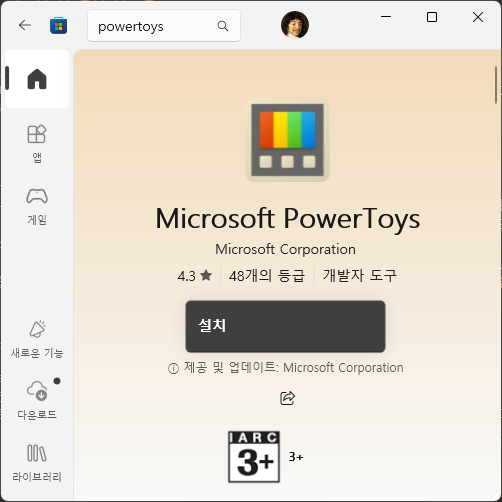 powertoys
앱
게임
새로운 기능
다운로드
라이브러리
Microsoft PowerToys
Microsoft Corporation
4.3 48개의 등급 개발자 도구
설치
제공 및 업데이트: Microsoft Corporation
IARC
3+ 3+